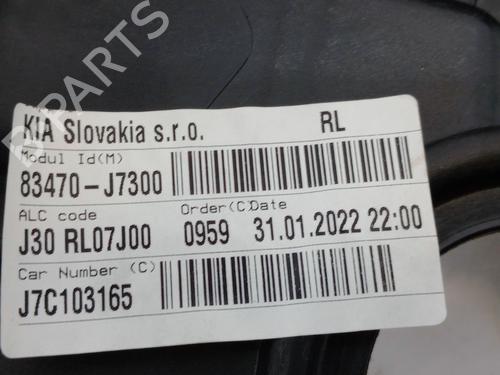 B-PARTS
KIA Slovakia s.r.o. RL
Modul Id(M)
83470-J7300
ALC code Order(C)Date
J30 RL07J00 0959 31.01.2022 22:00
Car Number (C)
J7C103165